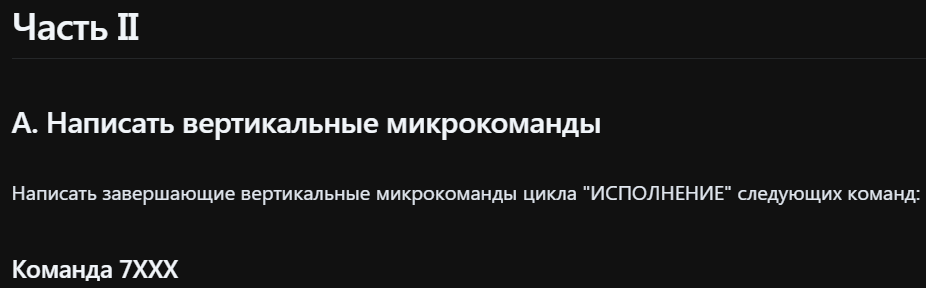 Часть II
А. Написать вертикальные микрокоманды
Написать завершающие вертикальные микрокоманды цикла "ИСПОЛНЕНИЕ" следующих команд:
Команда 7XXX